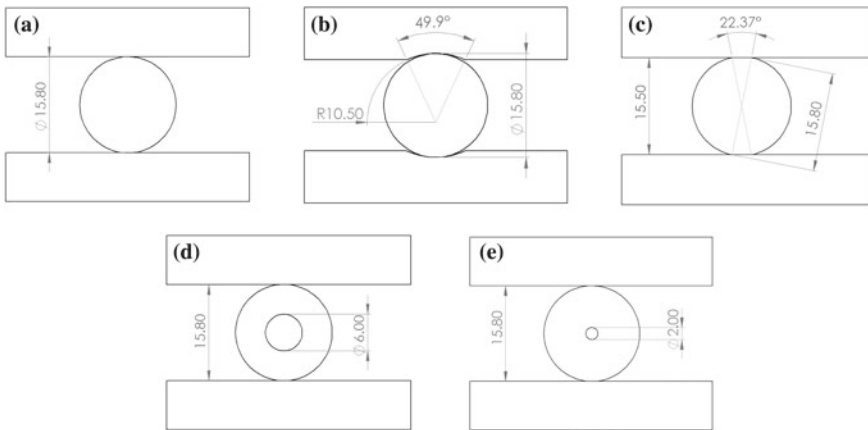 (a)
∅ 15.80
(b)
49.9°
R10.50
∅ 15.80
(c)
22.37°
15.50
15.80
(d)
15.80
∅ 6.00
(e)
15.80
∅ 2.00